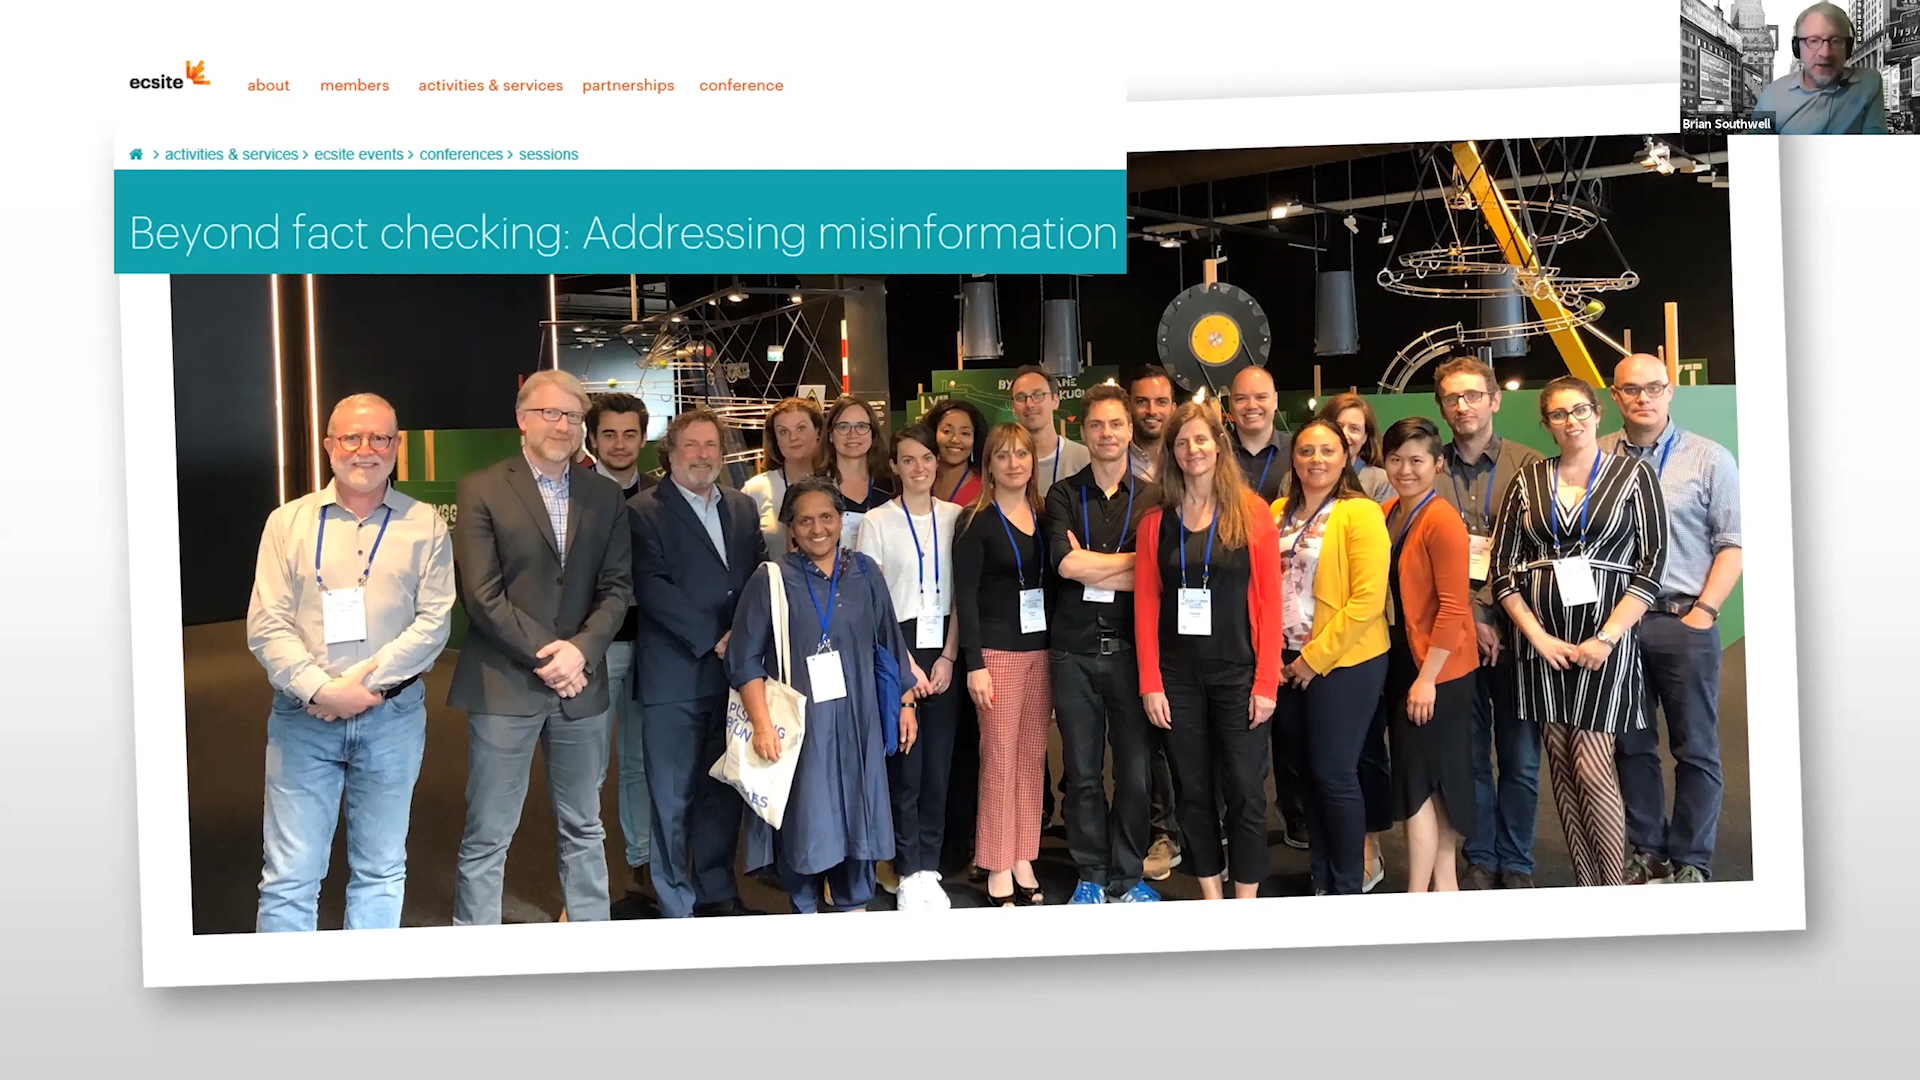 ecsite
about members activities & services partnerships conference
> activities & services > ecsite events > conferences > sessions
Beyond fact checking: Addressing misinformation
Brian Southwell